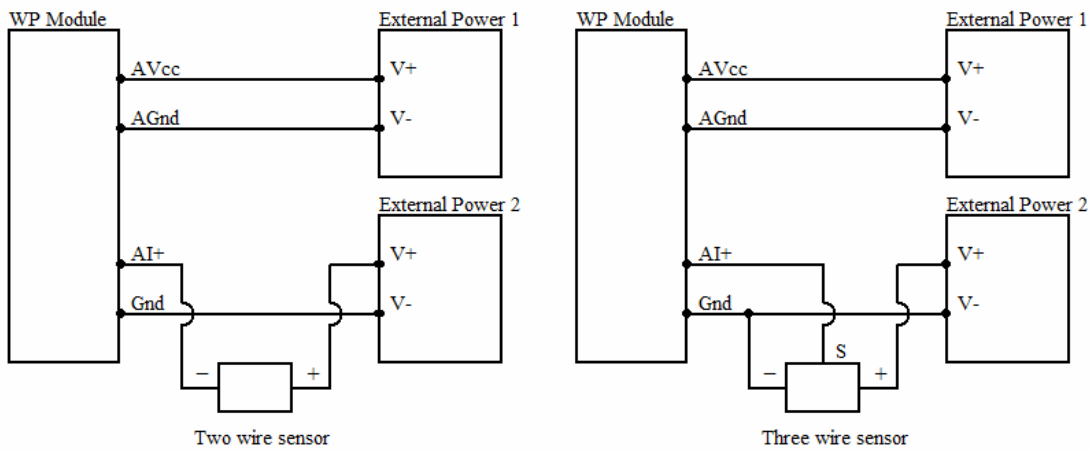 WP Module
External Power 1
AVcc
V+
AGnd
V-
External Power 2
AI+
V+
Gnd
V-
− +
Two wire sensor
WP Module
External Power 1
AVcc
V+
AGnd
V-
External Power 2
AI+
V+
Gnd
V-
S
− +
Three wire sensor